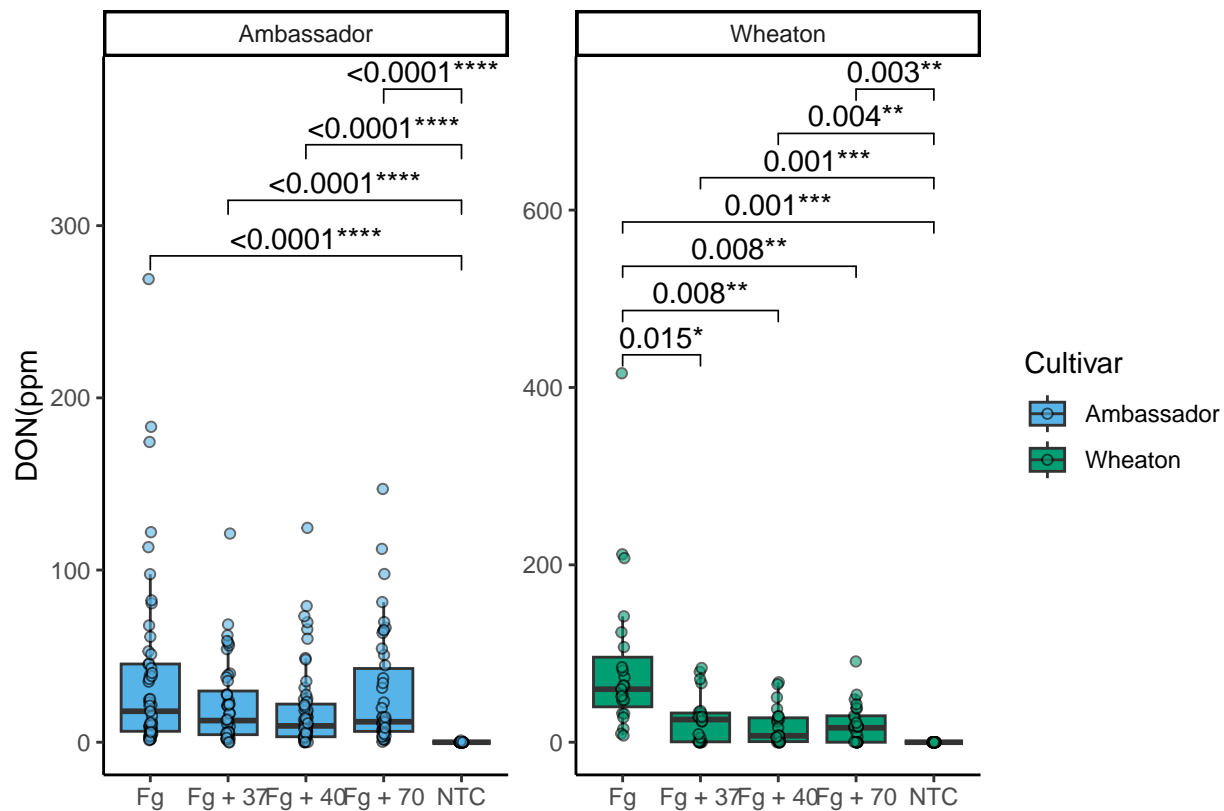 Ambassador
<0.0001****
<0.0001****
<0.0001****
<0.0001****
300
200
100
0
DON(ppm
Fg Fg + 37 Fg + 40 Fg + 70 NTC
Wheaton
0.003**
0.004**
0.001***
0.001***
0.008**
0.008**
0.015*
600
400
200
0
Fg Fg + 37 Fg + 40 Fg + 70 NTC
Cultivar
Ambassador
Wheaton